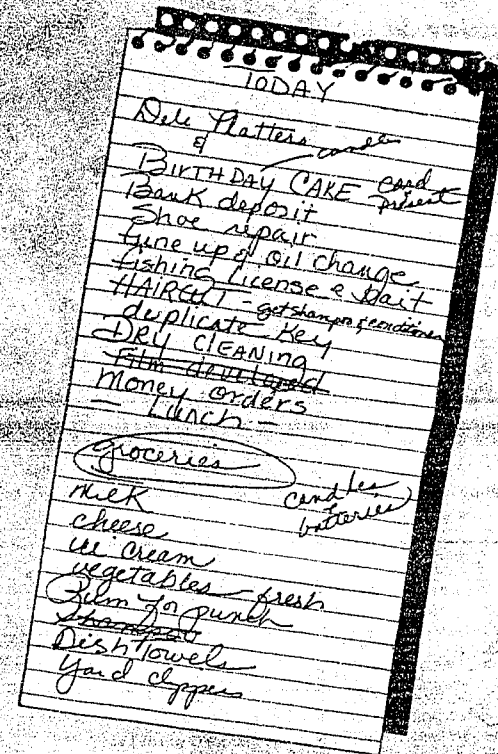 TODAY
Deli Platters
& candles
BIRTHDAY CAKE card
present
Bank deposit
Shoe repair
tune up & oil change
fishing license & bait
HAIRCUT - get shampoo & conditioner
duplicate key
DRY CLEANING
Film developed
Money orders
- Lunch -
groceries
milk
candles,
cheese
batteries
ice cream
vegetables - fresh
Rum for punch
Shampoo
Dish Towels
Yard clippers